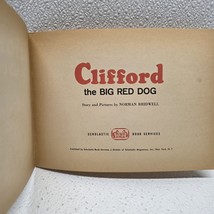 Clifford
the BIG RED DOG
Story and Pictures by NORMAN BRIDWELL
SCHOLASTIC BOOK SERVICES